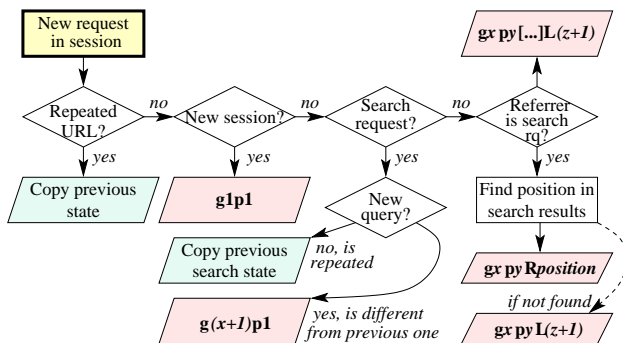 New request
in session
gx py[...]L(z+1)
Repeated
URL?
no
New session?
no
Search
request?
no
Referrer
is search
rq?
yes
yes
yes
yes
Copy previous
state
g1p1
New
query?
Find position in
search results
Copy previous
search state
no, is
repeated
gx py Rposition
if not found
g(x+1)p1
yes, is different
from previous one
gx py L(z+1)